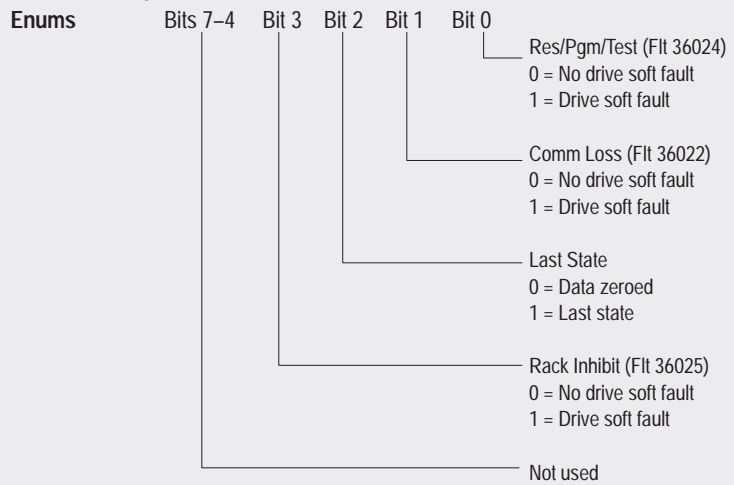 Enums Bits 7–4 Bit 3 Bit 2 Bit 1 Bit 0
Res/Pgm/Test (Flt 36024)
0 = No drive soft fault
1 = Drive soft fault
Comm Loss (Flt 36022)
0 = No drive soft fault
1 = Drive soft fault
Last State
0 = Data zeroed
1 = Last state
Rack Inhibit (Flt 36025)
0 = No drive soft fault
1 = Drive soft fault
Not used